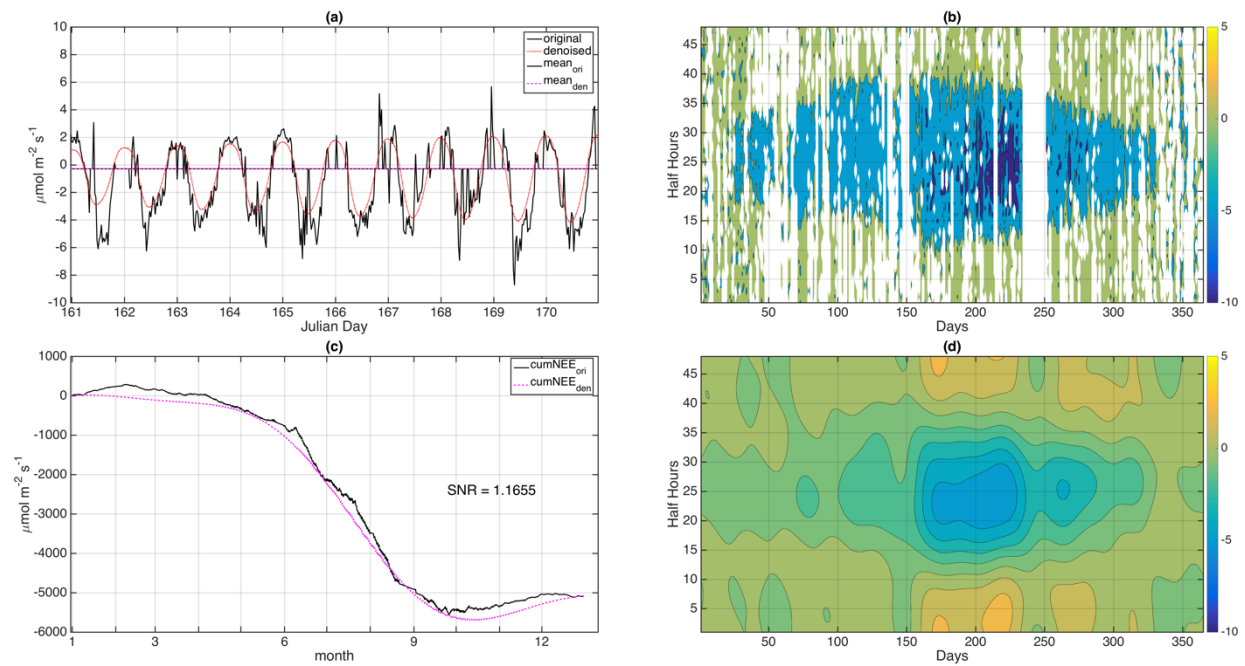 (a)
10
8
6
4
2
0
-2
-4
-6
-8
-10
μmol m⁻² s⁻¹
original
denoised
mean_ori
mean_den
161 162 163 164 165 166 167 168 169 170
Julian Day
(b)
45
40
35
30
25
20
15
10
5
Half Hours
50 100 150 200 250 300 350
Days
5
0
-5
-10
(c)
1000
0
-1000
-2000
-3000
-4000
-5000
-6000
μmol m⁻² s⁻¹
cumNEE_ori
cumNEE_den
SNR = 1.1655
1 3 6 9 12
month
(d)
45
40
35
30
25
20
15
10
5
Half Hours
50 100 150 200 250 300 350
Days
5
0
-5
-10